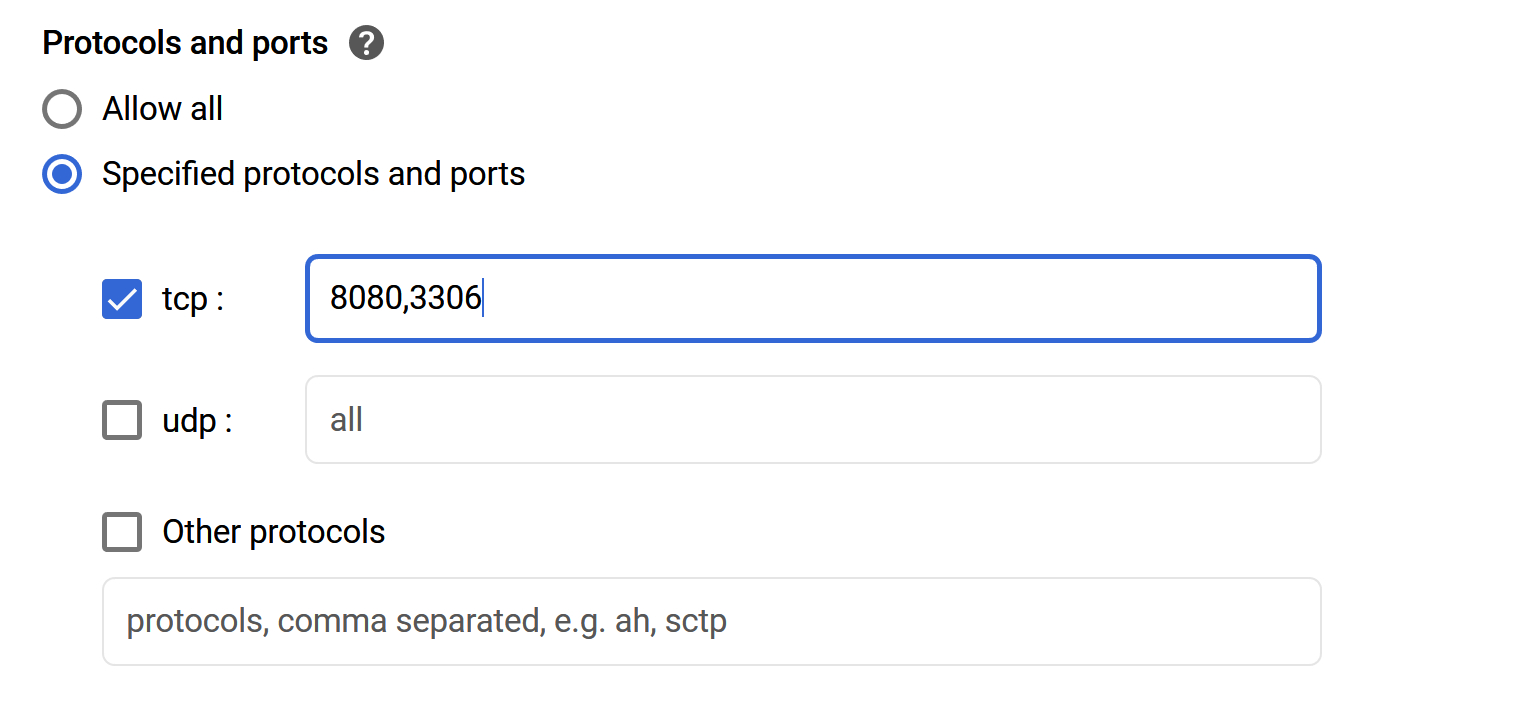 Protocols and ports ?
Allow all
Specified protocols and ports
tcp : 8080,3306
udp : all
Other protocols
protocols, comma separated, e.g. ah, sctp